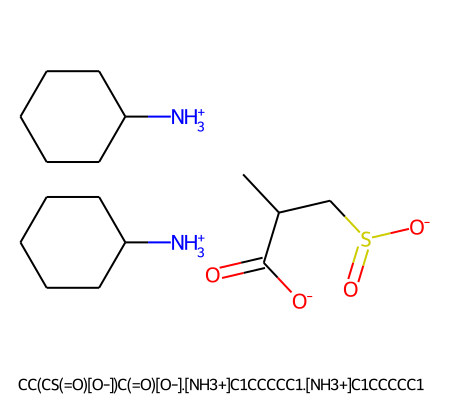 NH3+
NH3+
O
O-
S
O
O-
CC(CS(=O)[O-])C(=O)[O-].[NH3+]C1CCCCC1.[NH3+]C1CCCCC1